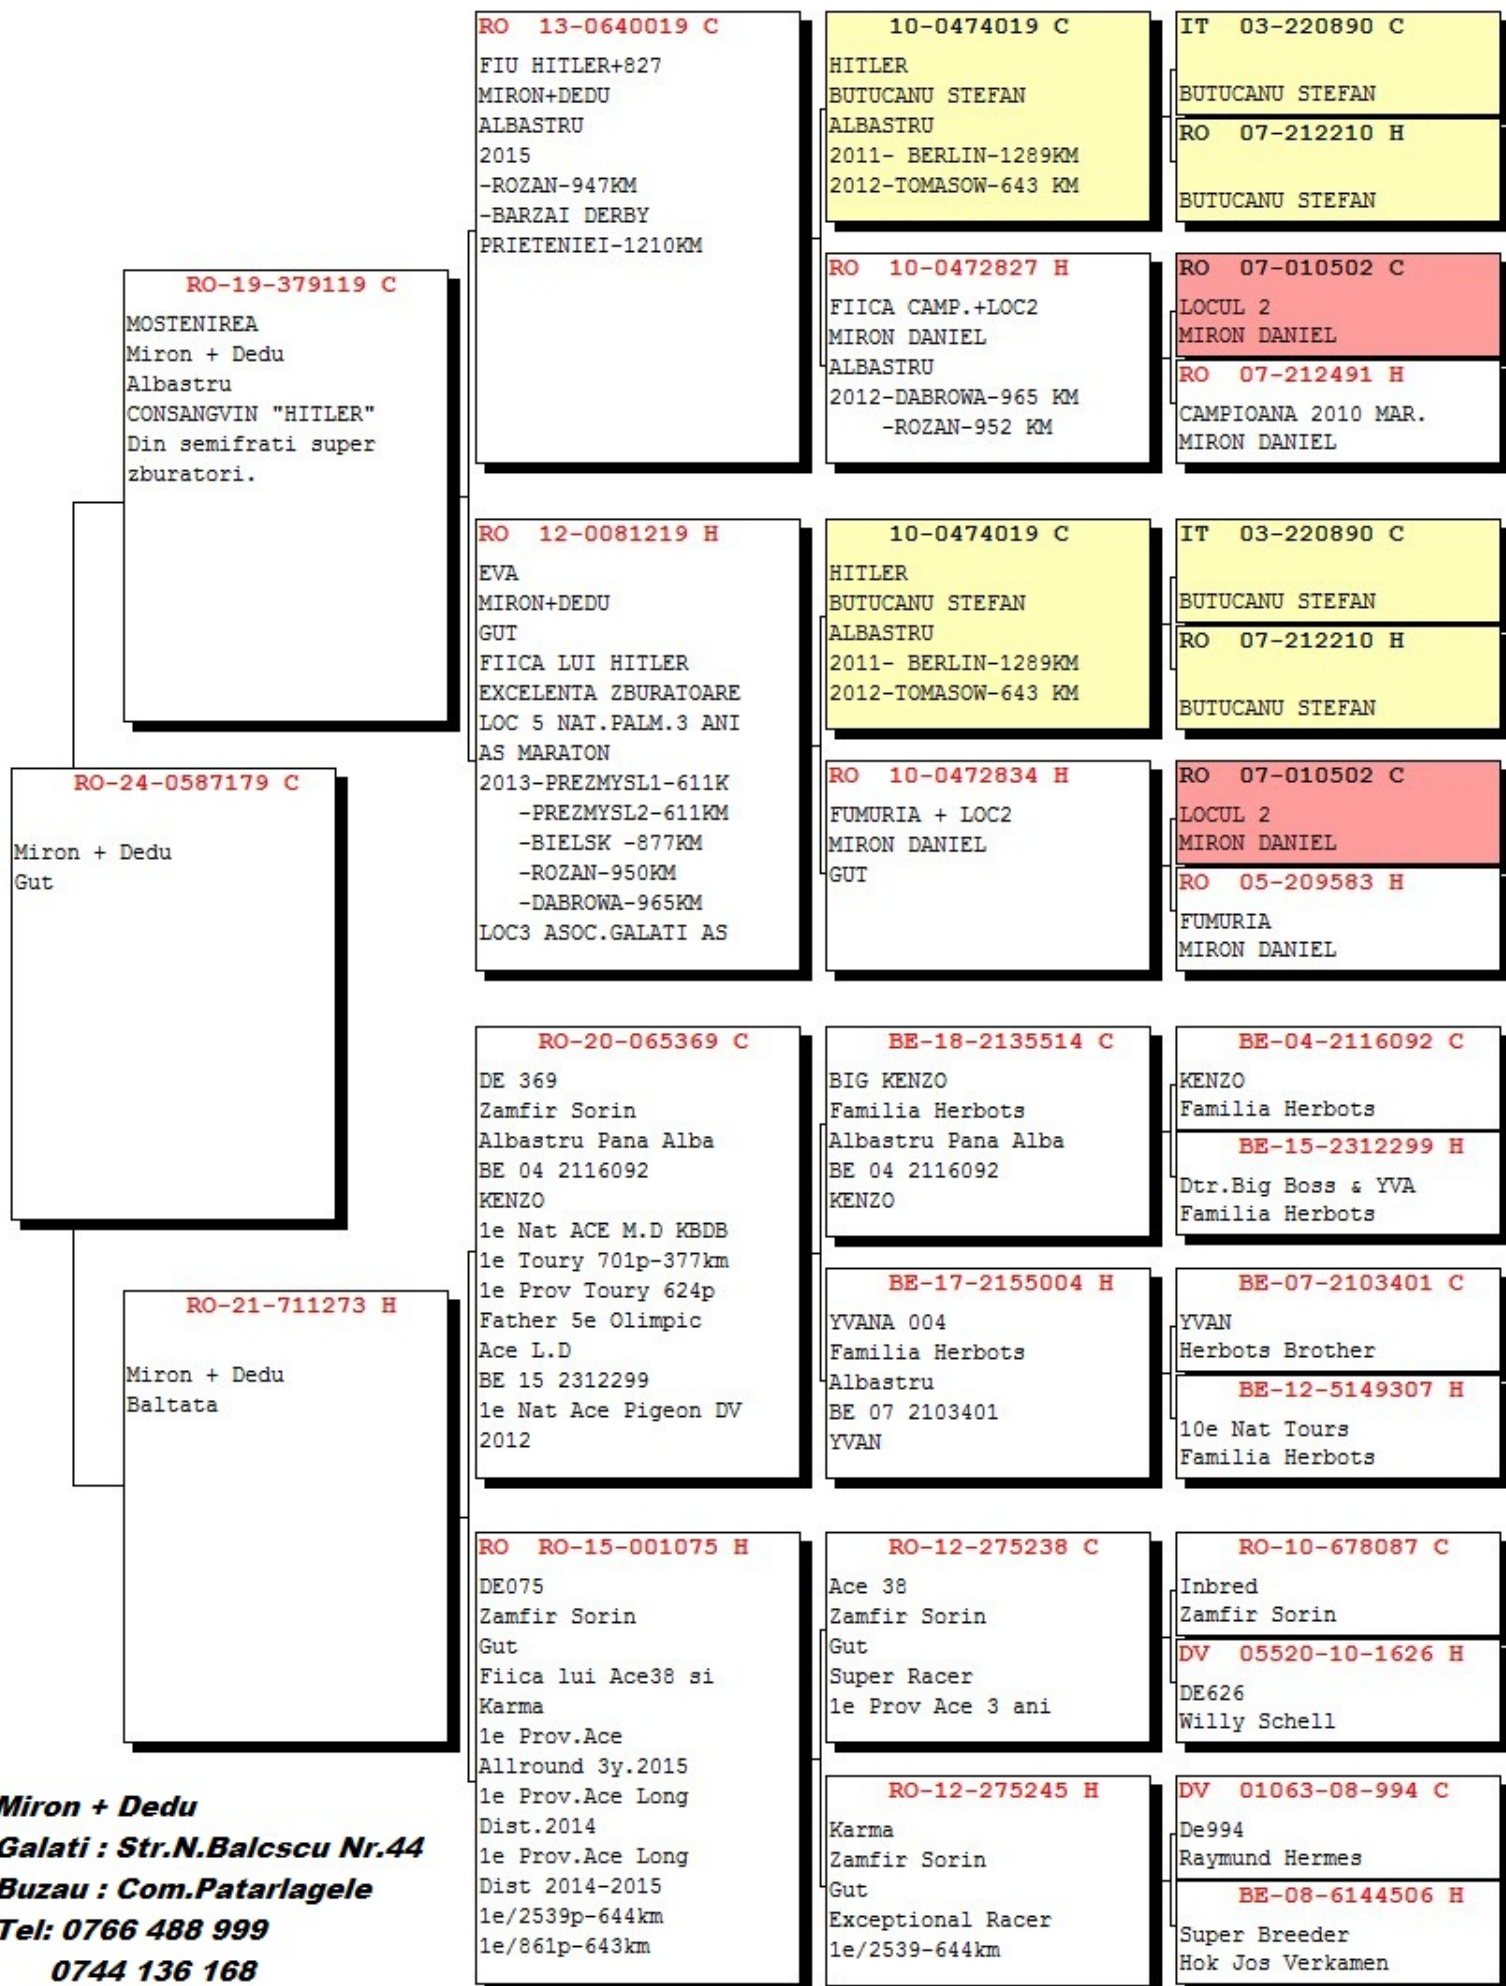 RO-24-0587179 C
Miron + Dedu
Gut
RO-19-379119 C
MOSTENIREA
Miron + Dedu
Albastru
CONSANGVIN "HITLER"
Din semifrati super
zburatori.
RO-21-711273 H
Miron + Dedu
Baltata
RO 13-0640019 C
FIU HITLER+827
MIRON+DEDU
ALBASTRU
2015
-ROZAN-947KM
-BARZAI DERBY
PRIETENIEI-1210KM
RO 12-0081219 H
EVA
MIRON+DEDU
GUT
FIICA LUI HITLER
EXCELENTA ZBURATOARE
LOC 5 NAT.PALM.3 ANI
AS MARATON
2013-PREZMYSL1-611K
-PREZMYSL2-611KM
-BIELSK -877KM
-ROZAN-950KM
-DABROWA-965KM
LOC3 ASOC.GALATI AS
RO-20-065369 C
DE 369
Zamfir Sorin
Albastru Pana Alba
BE 04 2116092
KENZO
1e Nat ACE M.D KBDB
1e Toury 701p-377km
1e Prov Toury 624p
Father 5e Olimpic
Ace L.D
BE 15 2312299
1e Nat Ace Pigeon DV
2012
RO RO-15-001075 H
DE075
Zamfir Sorin
Gut
Fiica lui Ace38 si
Karma
1e Prov.Ace
Allround 3y.2015
1e Prov.Ace Long
Dist.2014
1e Prov.Ace Long
Dist 2014-2015
1e/2539p-644km
1e/861p-643km
10-0474019 C
HITLER
BUTUCANU STEFAN
ALBASTRU
2011- BERLIN-1289KM
2012-TOMASOW-643 KM
RO 10-0472827 H
FIICA CAMP.+LOC2
MIRON DANIEL
ALBASTRU
2012-DABROWA-965 KM
-ROZAN-952 KM
10-0474019 C
HITLER
BUTUCANU STEFAN
ALBASTRU
2011- BERLIN-1289KM
2012-TOMASOW-643 KM
RO 10-0472834 H
FUMURIA + LOC2
MIRON DANIEL
GUT
BE-18-2135514 C
BIG KENZO
Familia Herbots
Albastru Pana Alba
BE 04 2116092
KENZO
BE-17-2155004 H
YVANA 004
Familia Herbots
Albastru
BE 07 2103401
YVAN
RO-12-275238 C
Ace 38
Zamfir Sorin
Gut
Super Racer
1e Prov Ace 3 ani
RO-12-275245 H
Karma
Zamfir Sorin
Gut
Exceptional Racer
1e/2539-644km
IT 03-220890 C
BUTUCANU STEFAN
RO 07-212210 H
BUTUCANU STEFAN
RO 07-010502 C
LOCUL 2
MIRON DANIEL
RO 07-212491 H
CAMPIOANA 2010 MAR.
MIRON DANIEL
IT 03-220890 C
BUTUCANU STEFAN
RO 07-212210 H
BUTUCANU STEFAN
RO 07-010502 C
LOCUL 2
MIRON DANIEL
RO 05-209583 H
FUMURIA
MIRON DANIEL
BE-04-2116092 C
KENZO
Familia Herbots
BE-15-2312299 H
Dtr.Big Boss & YVA
Familia Herbots
BE-07-2103401 C
YVAN
Herbots Brother
BE-12-5149307 H
10e Nat Tours
Familia Herbots
RO-10-678087 C
Inbred
Zamfir Sorin
DV 05520-10-1626 H
DE626
Willy Schell
DV 01063-08-994 C
De994
Raymund Hermes
BE-08-6144506 H
Super Breeder
Hok Jos Verkamen
Miron + Dedu
Galati : Str.N.Balcscu Nr.44
Buzau : Com.Patarlagele
Tel: 0766 488 999
0744 136 168